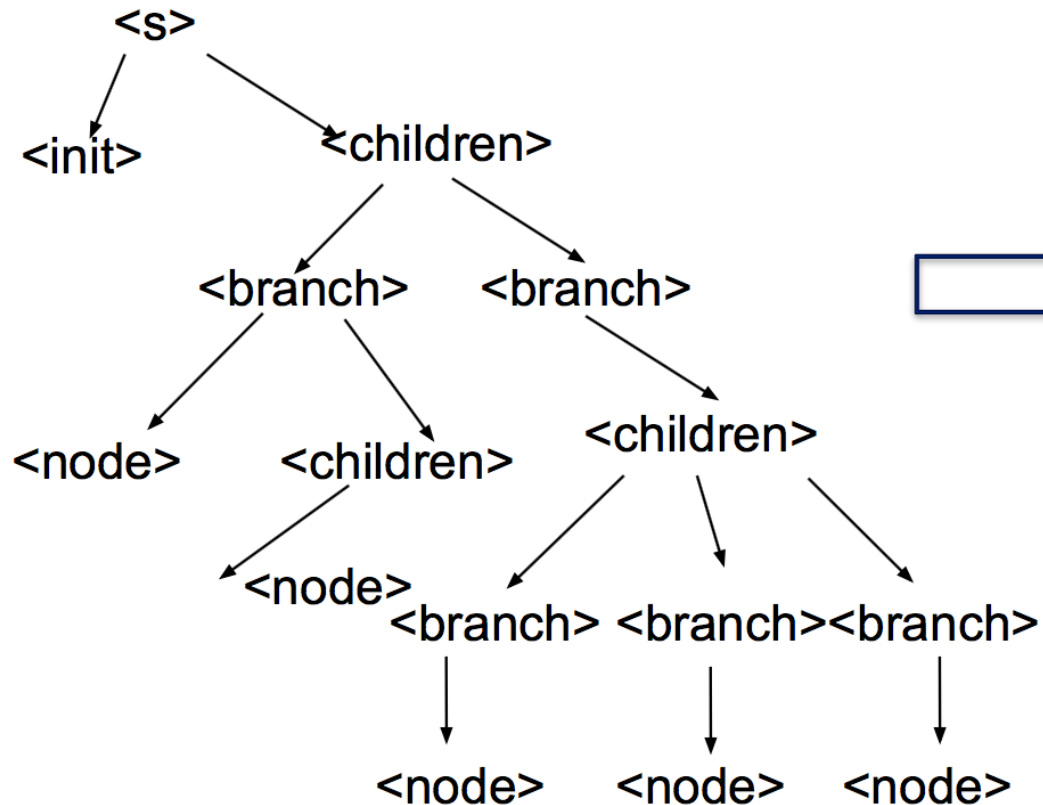 <s>
<init> <children>
<branch> <branch>
<node> <children> <children>
<node>
<branch> <branch> <branch>
<node> <node> <node>